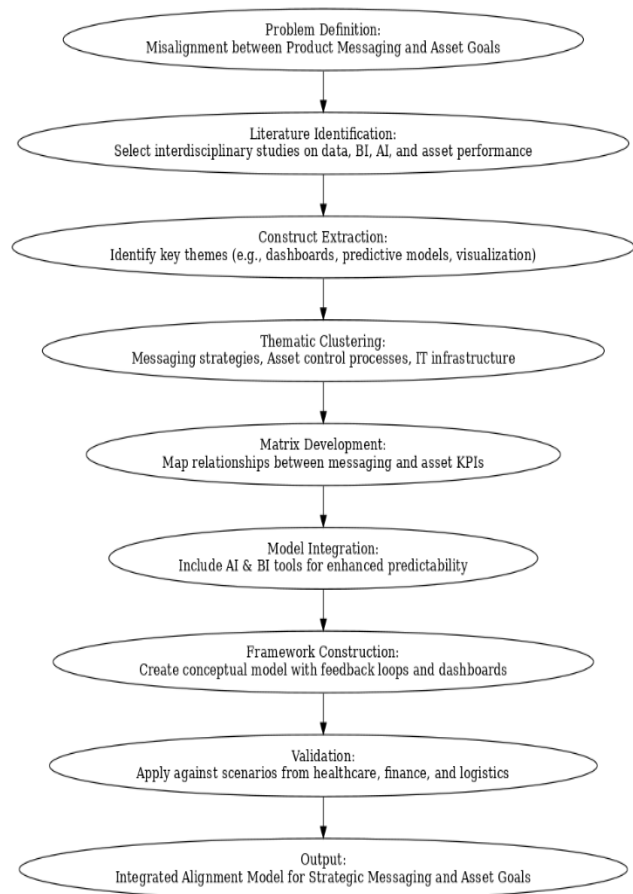 Problem Definition:
Misalignment between Product Messaging and Asset Goals
Literature Identification:
Select interdisciplinary studies on data, BI, AI, and asset performance
Construct Extraction:
Identify key themes (e.g., dashboards, predictive models, visualization)
Thematic Clustering:
Messaging strategies, Asset control processes, IT infrastructure
Matrix Development:
Map relationships between messaging and asset KPIs
Model Integration:
Include AI & BI tools for enhanced predictability
Framework Construction:
Create conceptual model with feedback loops and dashboards
Validation:
Apply against scenarios from healthcare, finance, and logistics
Output:
Integrated Alignment Model for Strategic Messaging and Asset Goals